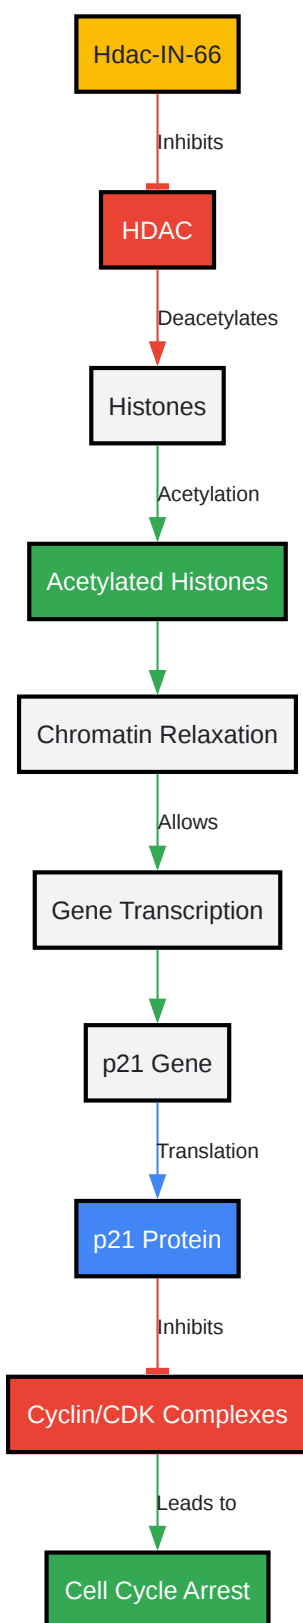 Hdac-IN-66
Inhibits
HDAC
Deacetylates
Histones
Acetylation
Acetylated Histones
Chromatin Relaxation
Allows
Gene Transcription
p21 Gene
Translation
p21 Protein
Inhibits
Cyclin/CDK Complexes
Leads to
Cell Cycle Arrest